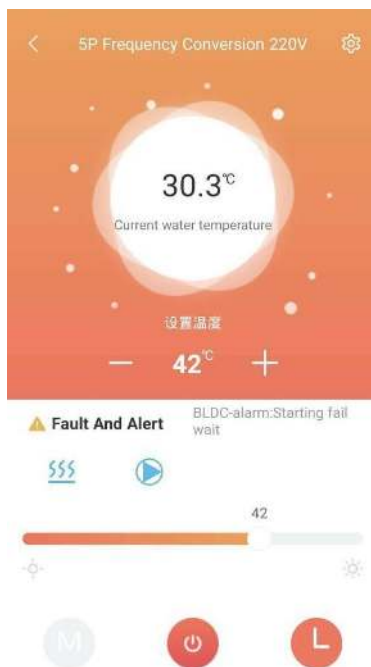 5P Frequency Conversion 220V
30.3℃
Current water temperature
设置温度
42℃
Fault And Alert
BLDC-alarm:Starting fail
wait
42
M